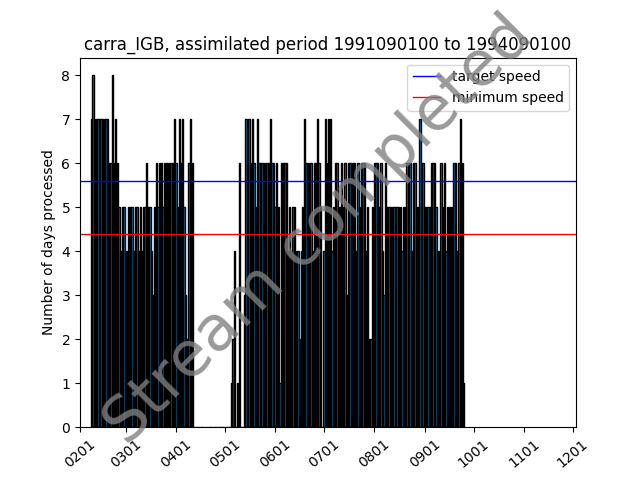 carra_IGB, assimilated period 1991090100 to 1994090100
target speed
minimum speed
Stream completed
Number of days processed
8
7
6
5
4
3
2
1
0
0201 0301 0401 0501 0601 0701 0801 0901 1001 1101 1201